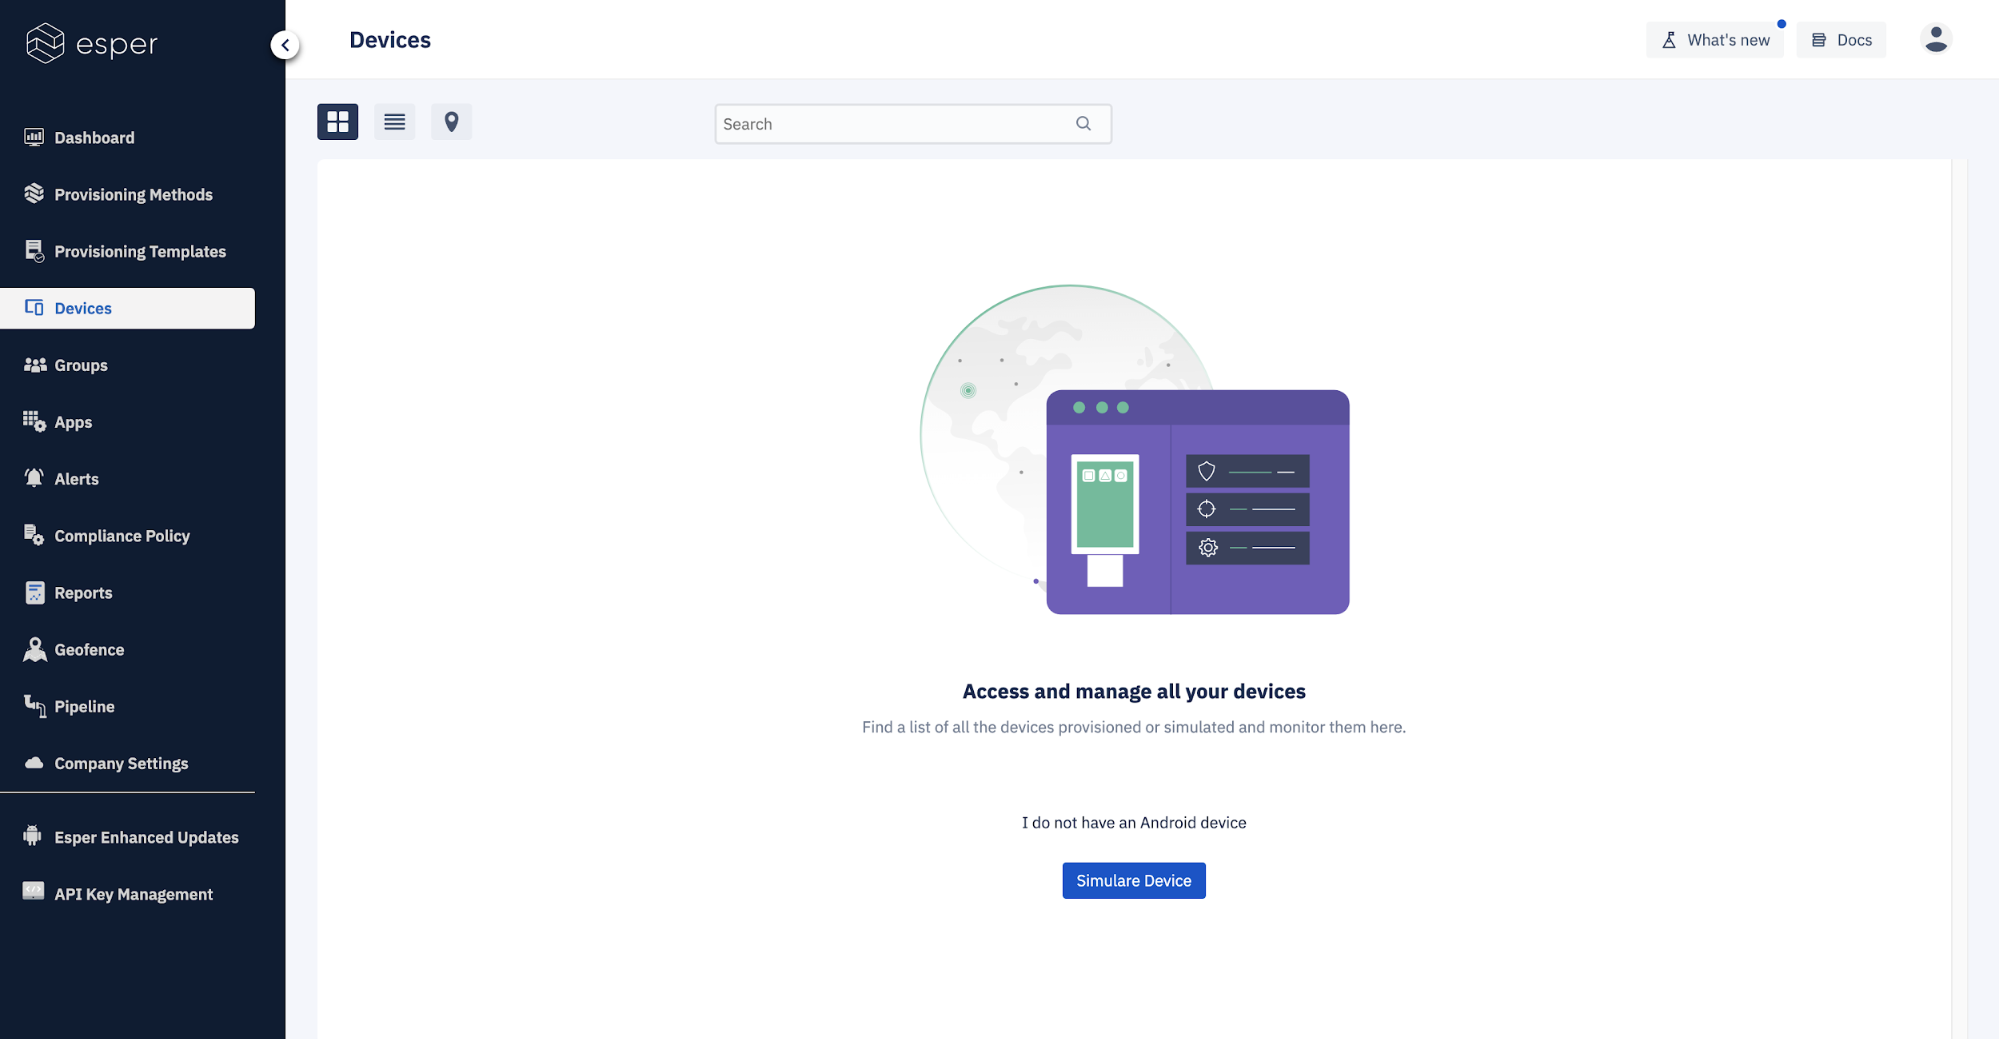 esper
Devices
What's new
Docs
Dashboard
Provisioning Methods
Provisioning Templates
Devices
Groups
Apps
Alerts
Compliance Policy
Reports
Geofence
Pipeline
Company Settings
Esper Enhanced Updates
API Key Management
Search
Access and manage all your devices
Find a list of all the devices provisioned or simulated and monitor them here.
I do not have an Android device
Simulare Device